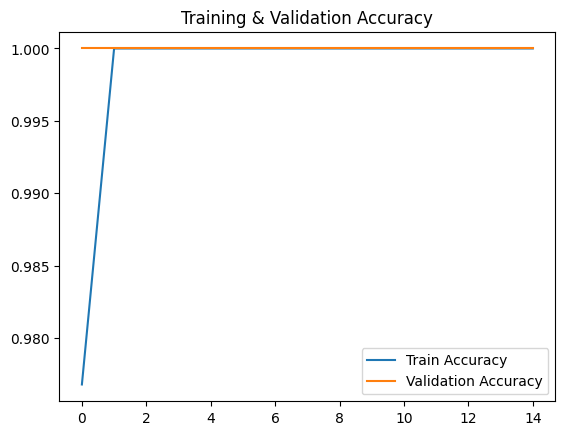 Training & Validation Accuracy
1.000
0.995
0.990
0.985
0.980
0 2 4 6 8 10 12 14
Train Accuracy
Validation Accuracy